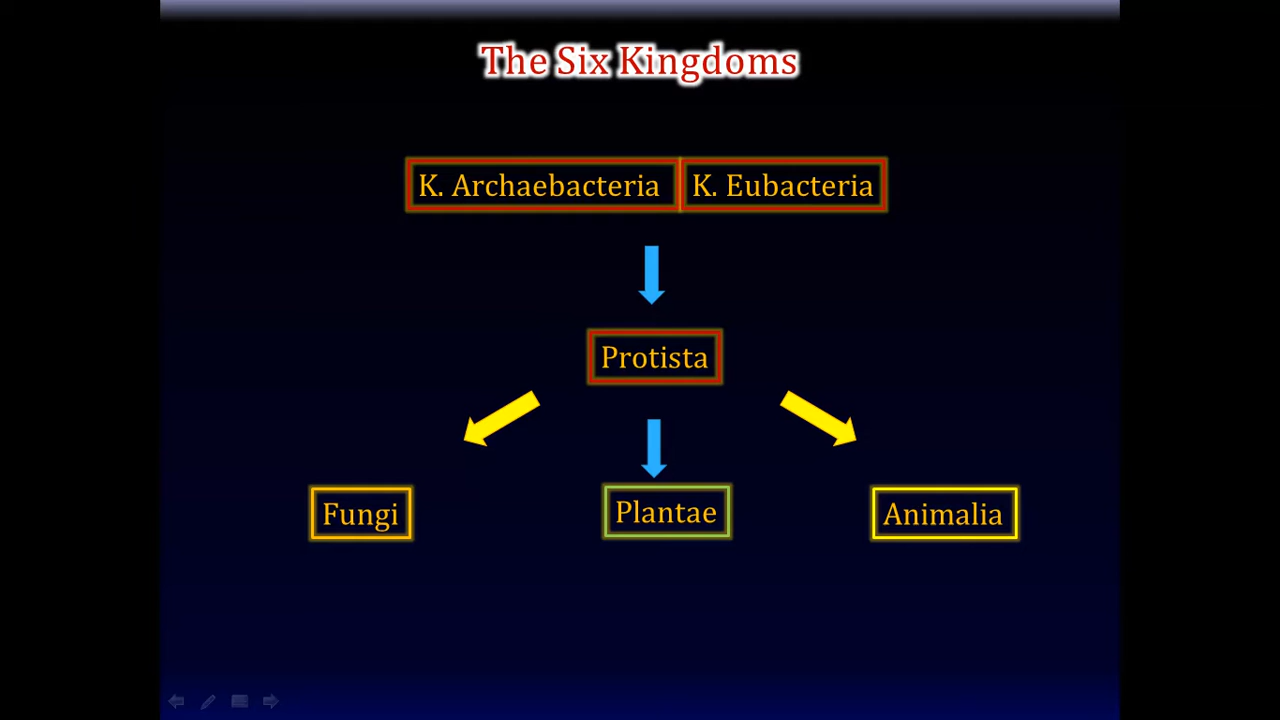 The Six Kingdoms
K. Archaebacteria K. Eubacteria
Protista
Fungi Plantae Animalia